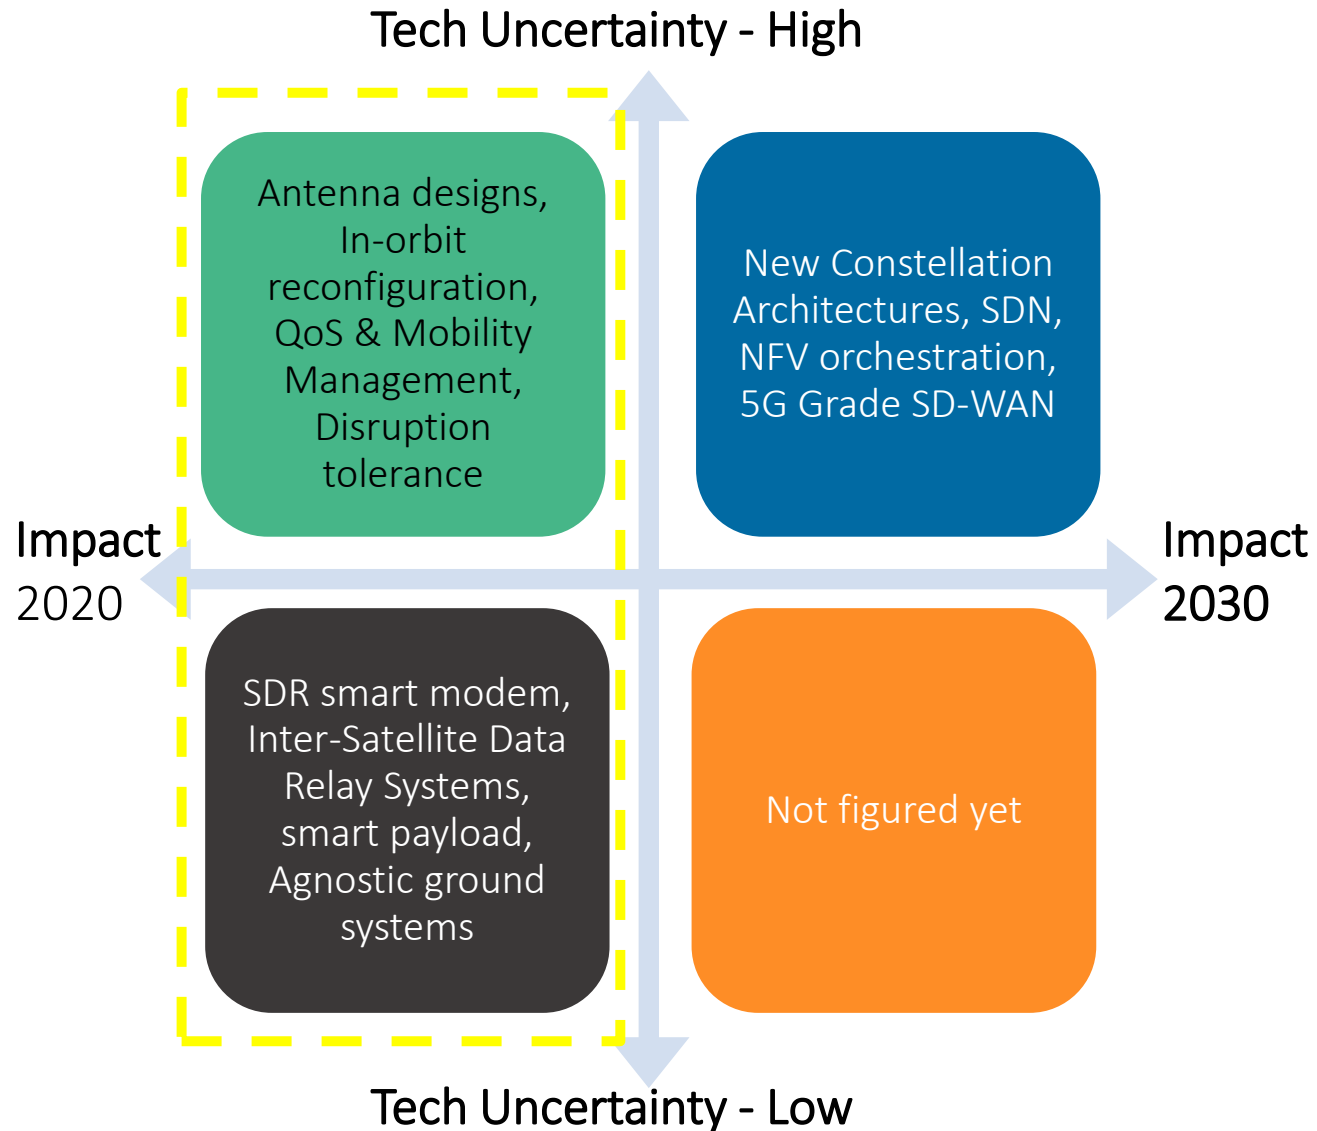 Tech Uncertainty - High
Antenna designs,
In-orbit
reconfiguration,
QoS & Mobility
Management,
Disruption
tolerance
New Constellation
Architectures, SDN,
NFV orchestration,
5G Grade SD-WAN
Impact
2020
Impact
2030
SDR smart modem,
Inter-Satellite Data
Relay Systems,
smart payload,
Agnostic ground
systems
Not figured yet
Tech Uncertainty - Low